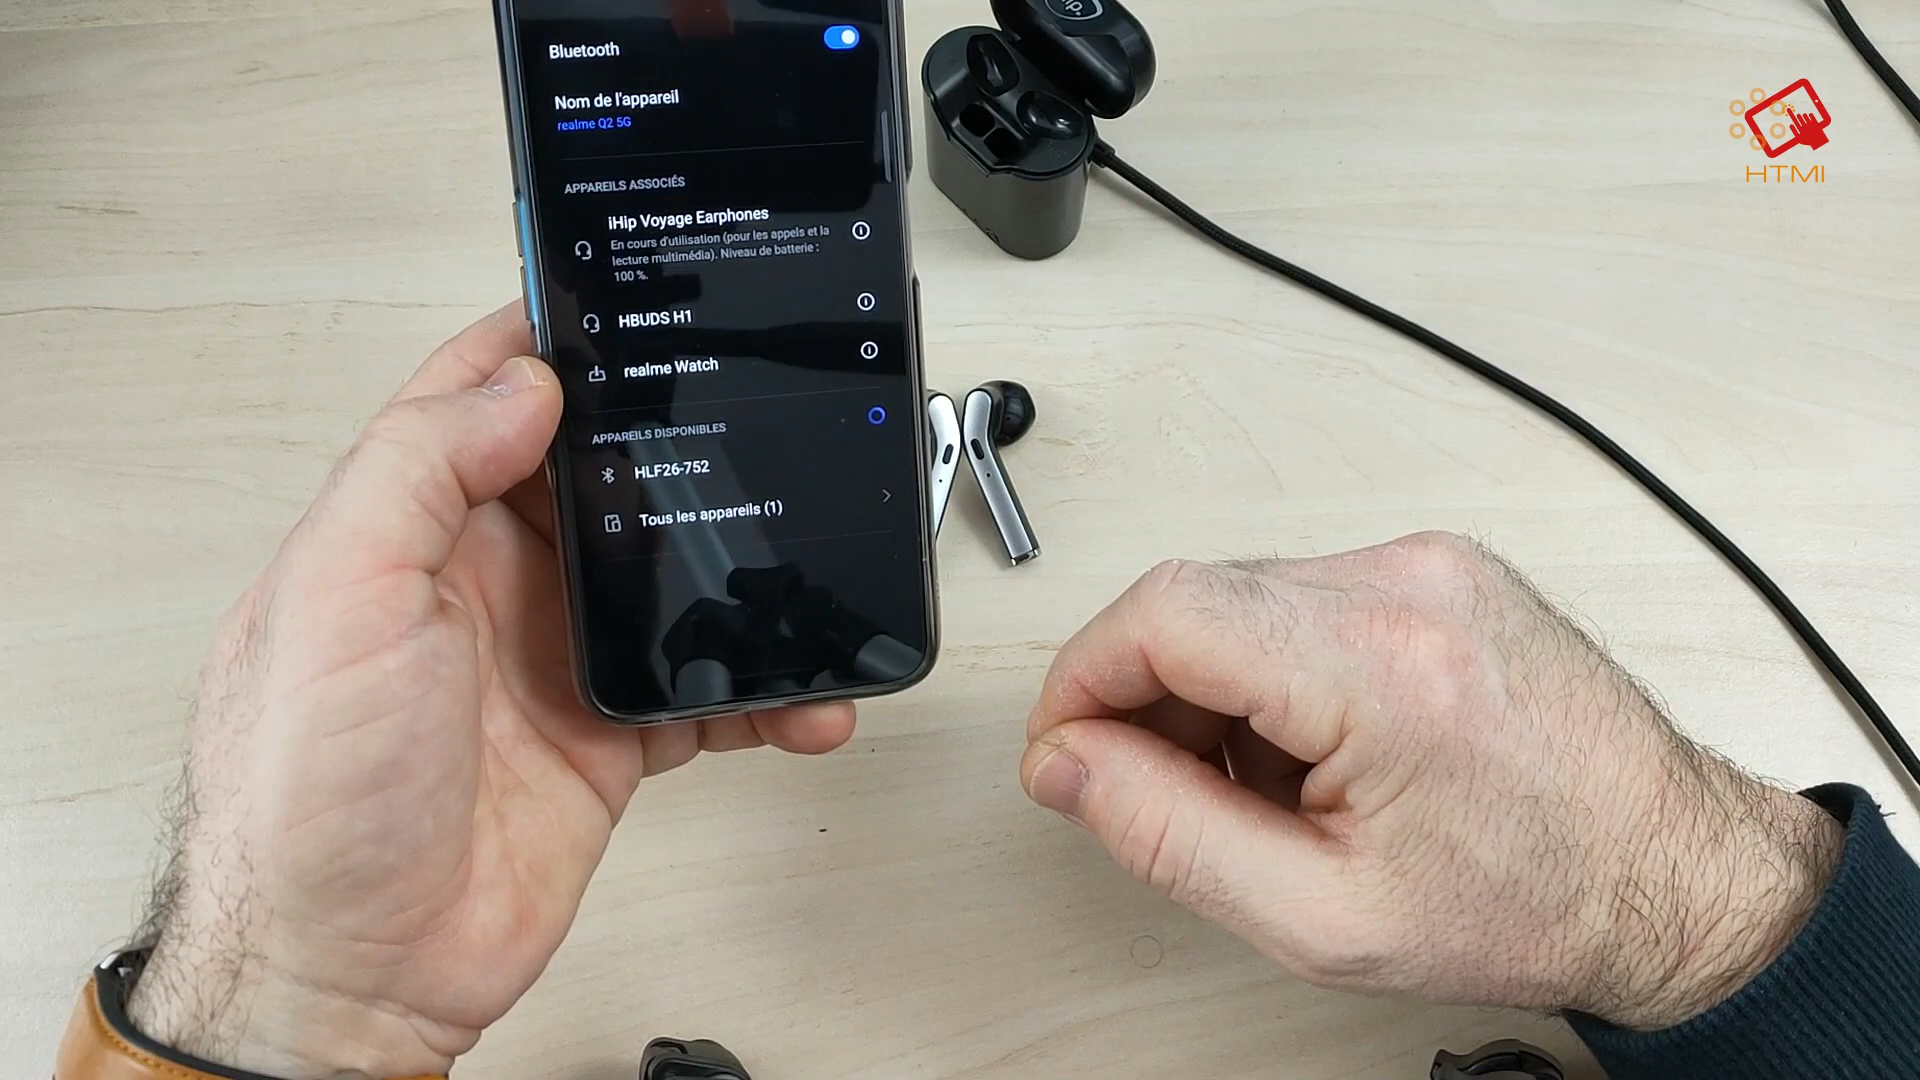 Bluetooth
Nom de l'appareil
realme Q2 5G
APPAREILS ASSOCIÉS
iHip Voyage Earphones
En cours d'utilisation (pour les appels et la
lecture multimédia). Niveau de batterie :
100 %.
HBUDS H1
realme Watch
APPAREILS DISPONIBLES
HLF26-752
Tous les appareils (1)
HTMI